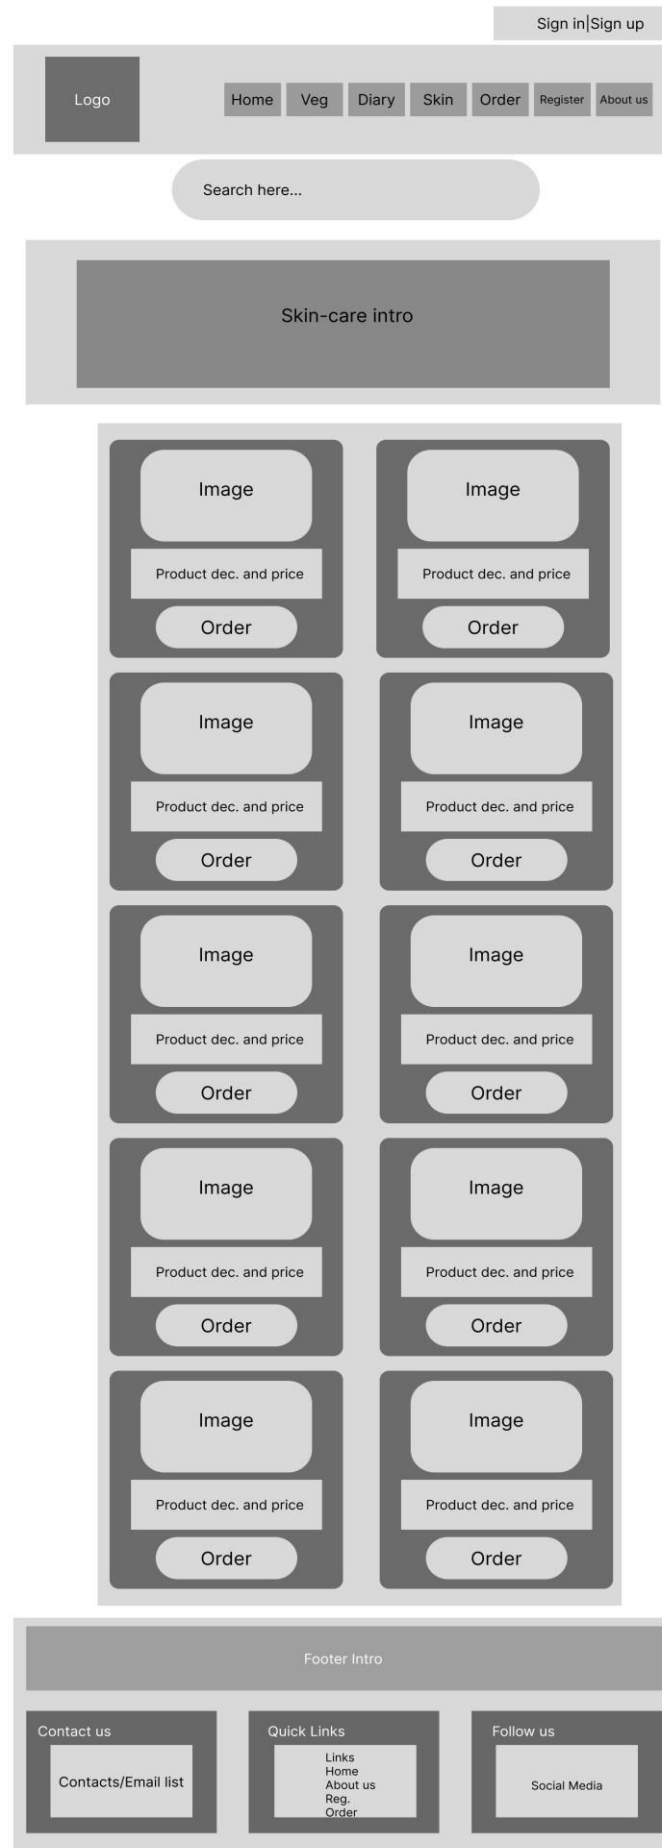 Sign in|Sign up
Logo
Home Veg Diary Skin Order Register About us
Search here...
Skin-care intro
Image
Product dec. and price
Order
Image
Product dec. and price
Order
Image
Product dec. and price
Order
Image
Product dec. and price
Order
Image
Product dec. and price
Order
Image
Product dec. and price
Order
Image
Product dec. and price
Order
Image
Product dec. and price
Order
Image
Product dec. and price
Order
Image
Product dec. and price
Order
Footer Intro
Contact us
Contacts/Email list
Quick Links
Links
Home
About us
Reg.
Order
Follow us
Social Media